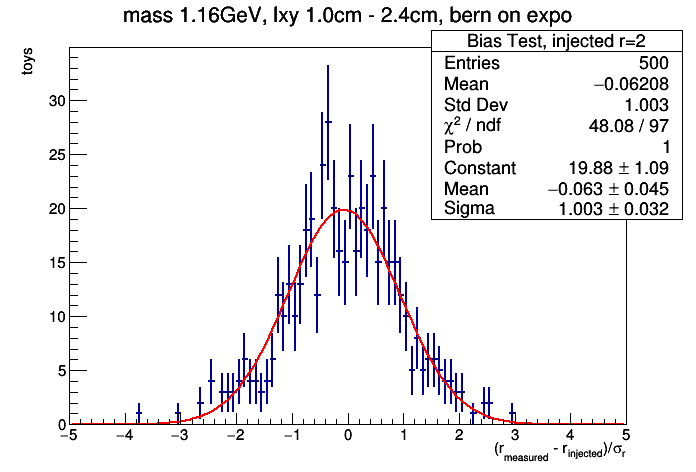 mass 1.16GeV, lxy 1.0cm - 2.4cm, bern on expo
Bias Test, injected r=2
Entries 500
Mean −0.06208
Std Dev 1.003
χ² / ndf 48.08 / 97
Prob 1
Constant 19.88 ± 1.09
Mean −0.063 ± 0.045
Sigma 1.003 ± 0.032
toys
30
25
20
15
10
5
0
−5 −4 −3 −2 −1 0 1 2 3 4 5
(r_measured - r_injected)/σ_r